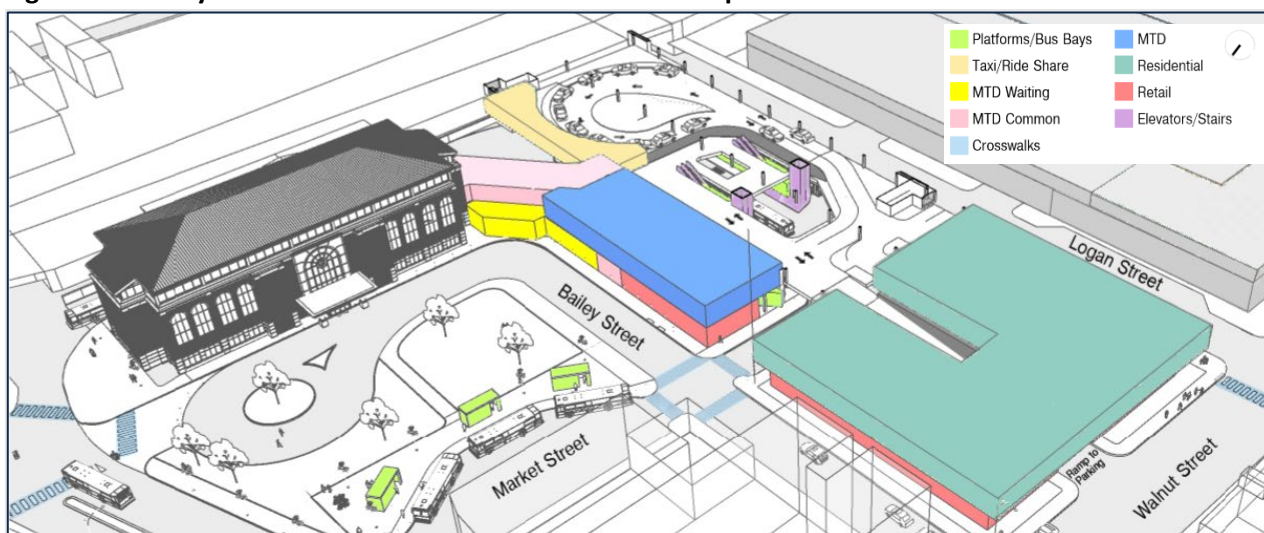 Platforms/Bus Bays
Taxi/Ride Share
MTD Waiting
MTD Common
Crosswalks
MTD
Residential
Retail
Elevators/Stairs
Logan Street
Bailey Street
Market Street
Ramp to
Parking
Walnut Street